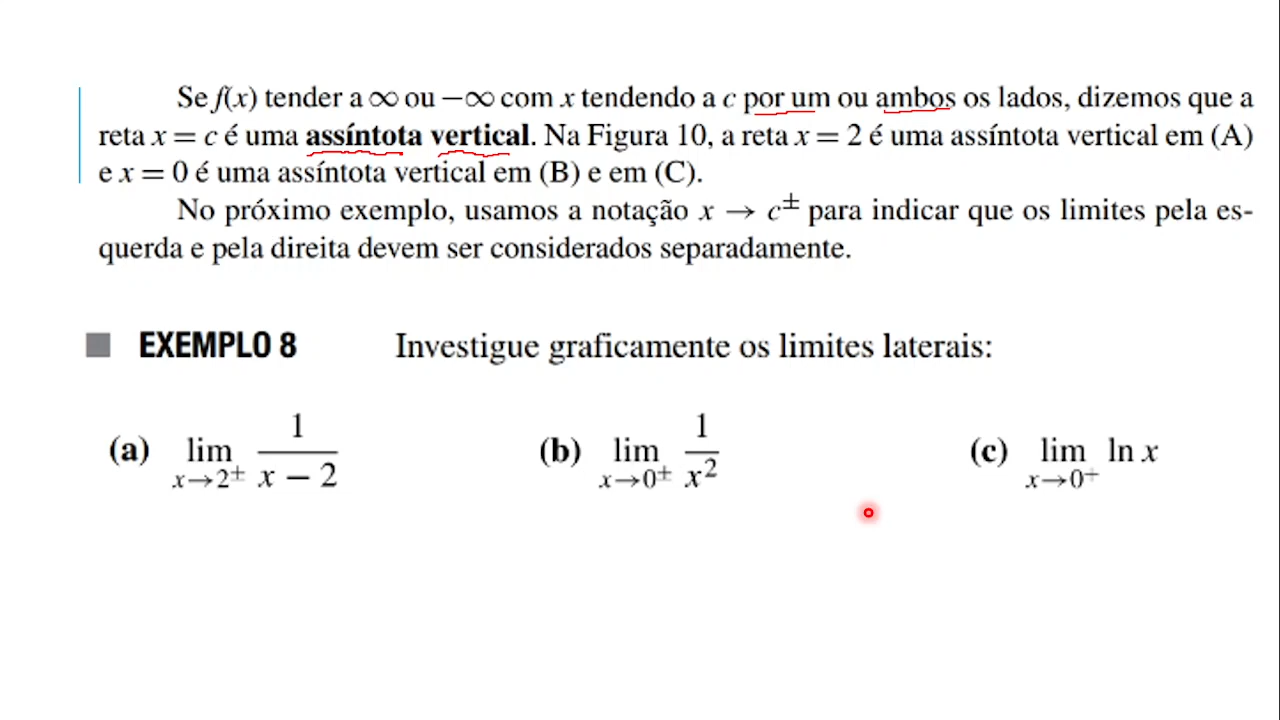 Se f(x) tender a ∞ ou −∞ com x tendendo a c por um ou ambos os lados, dizemos que a
reta x = c é uma assíntota vertical. Na Figura 10, a reta x = 2 é uma assíntota vertical em (A)
e x = 0 é uma assíntota vertical em (B) e em (C).
No próximo exemplo, usamos a notação x → c± para indicar que os limites pela es-
querda e pela direita devem ser considerados separadamente.
EXEMPLO 8 Investigue graficamente os limites laterais:
(a) lim x→2± 1/(x − 2) (b) lim x→0± 1/x² (c) lim x→0+ ln x